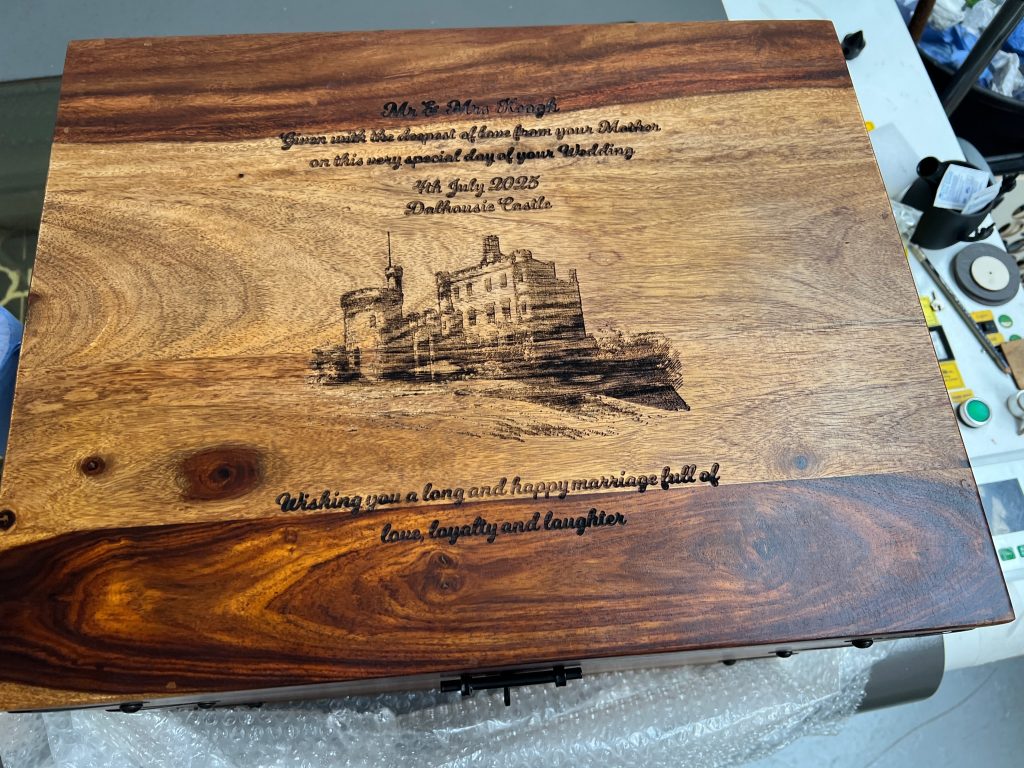 Mr & Mrs Keogh
Given with the deepest of love from your Mother
on this very special day of your Wedding
4th July 2025
Dalhousie Castle
Wishing you a long and happy marriage full of
love, loyalty and laughter